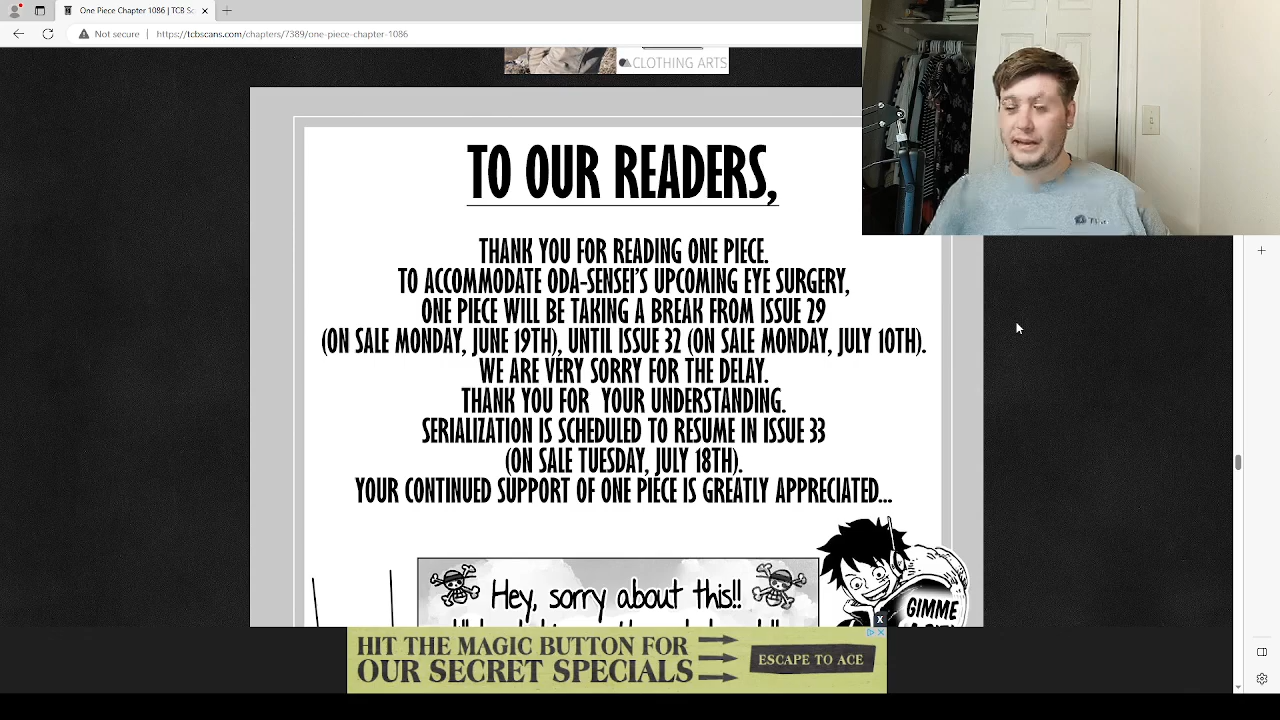 One Piece Chapter 1086 | TCB Sc
Not secure
https://tcbscans.com/chapters/7389/one-piece-chapter-1086
CLOTHING ARTS
TO OUR READERS,
THANK YOU FOR READING ONE PIECE.
TO ACCOMMODATE ODA-SENSEI'S UPCOMING EYE SURGERY,
ONE PIECE WILL BE TAKING A BREAK FROM ISSUE 29
(ON SALE MONDAY, JUNE 19TH), UNTIL ISSUE 32 (ON SALE MONDAY, JULY 10TH).
WE ARE VERY SORRY FOR THE DELAY.
THANK YOU FOR YOUR UNDERSTANDING.
SERIALIZATION IS SCHEDULED TO RESUME IN ISSUE 33
(ON SALE TUESDAY, JULY 18TH).
YOUR CONTINUED SUPPORT OF ONE PIECE IS GREATLY APPRECIATED...
Hey, sorry about this!!
GIMME
HIT THE MAGIC BUTTON FOR
OUR SECRET SPECIALS
ESCAPE TO ACE